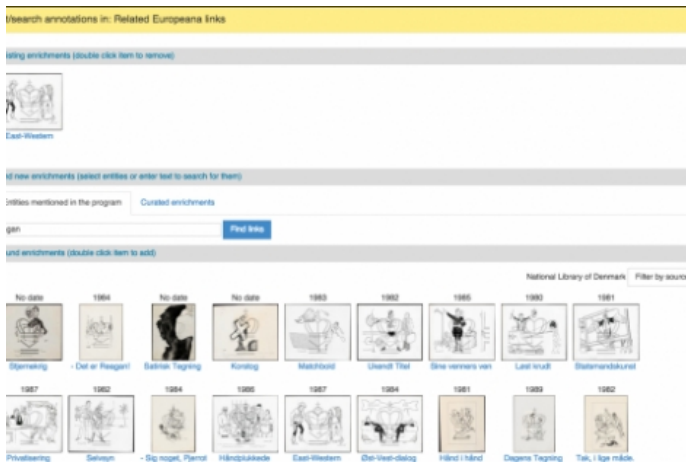 t/search annotations in: Related Europeana links
isting enrichments (double click item to remove)
East-Western
d new enrichments (select entities or enter text to search for them)
Entities mentioned in the program Curated enrichments
gan Find links
und enrichments (double click item to add)
National Library of Denmark Filter by source
No date 1984 No date No date 1983 1982 1985 1980 1981
Stjernekrig - Det er Reagan! Satirisk Tegning Korstog Matchbold Ukendt Titel Sine venners ven Løst krudt Statsmandskunst
1987 1982 1984 1986 1987 1984 1981 1989 1982
Privatisering Selvsyn - Sig noget, Pjerrot Håndplukkede East-Western Øst-Vest-dialog Hånd i hånd Dagens Tegning Tak, i lige måde.